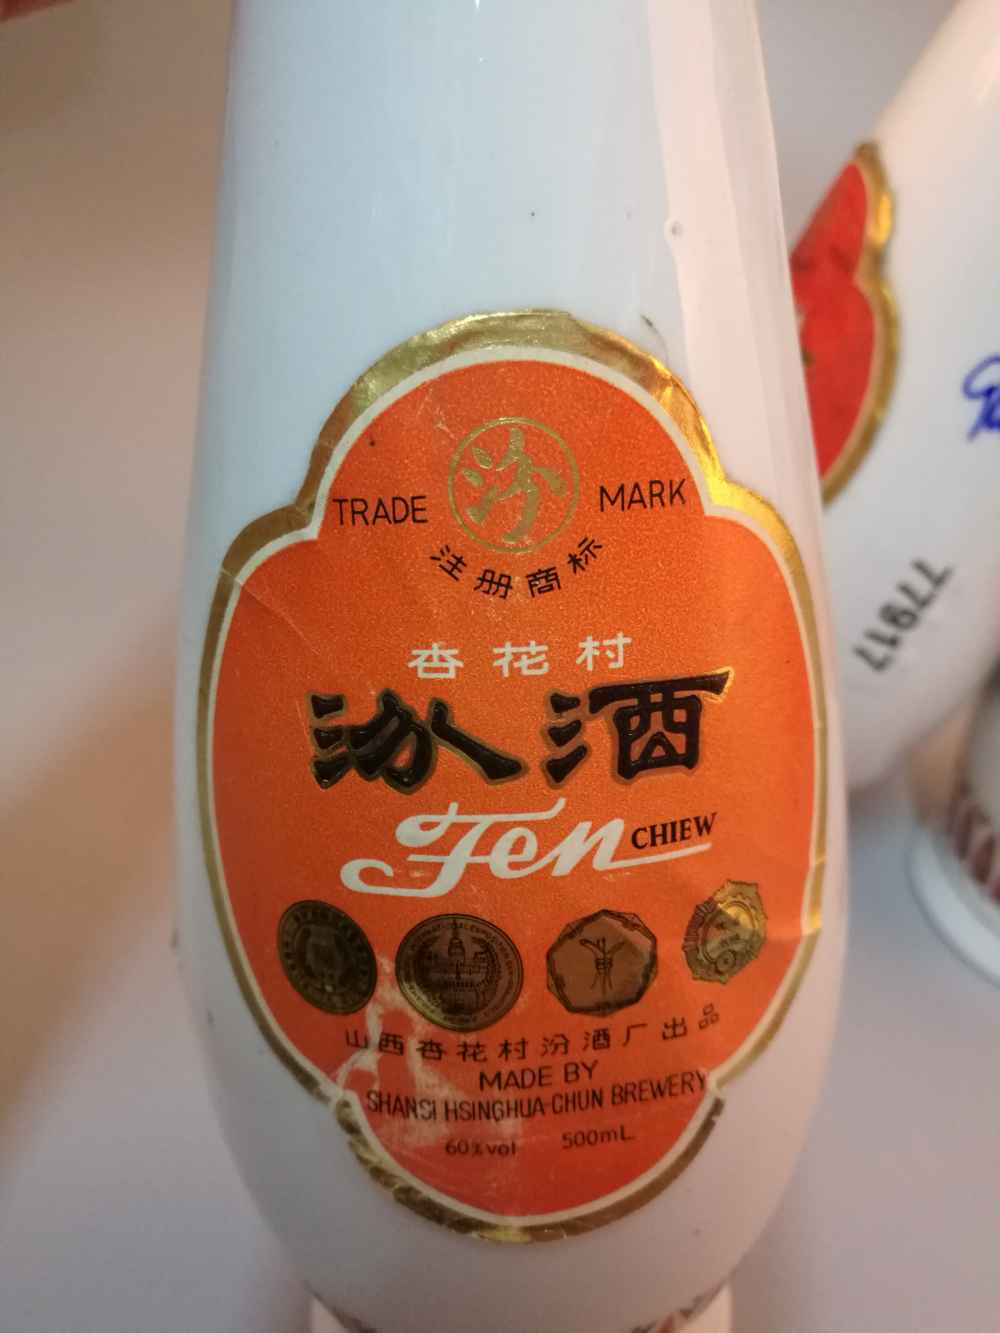 汾
TRADE MARK
注册商标
杏花村
汾酒
Fen CHIEW
山西杏花村汾酒厂出品
MADE BY
SHANSI HSINGHUA-CHUN BREWERY
60%vol 500mL
77917